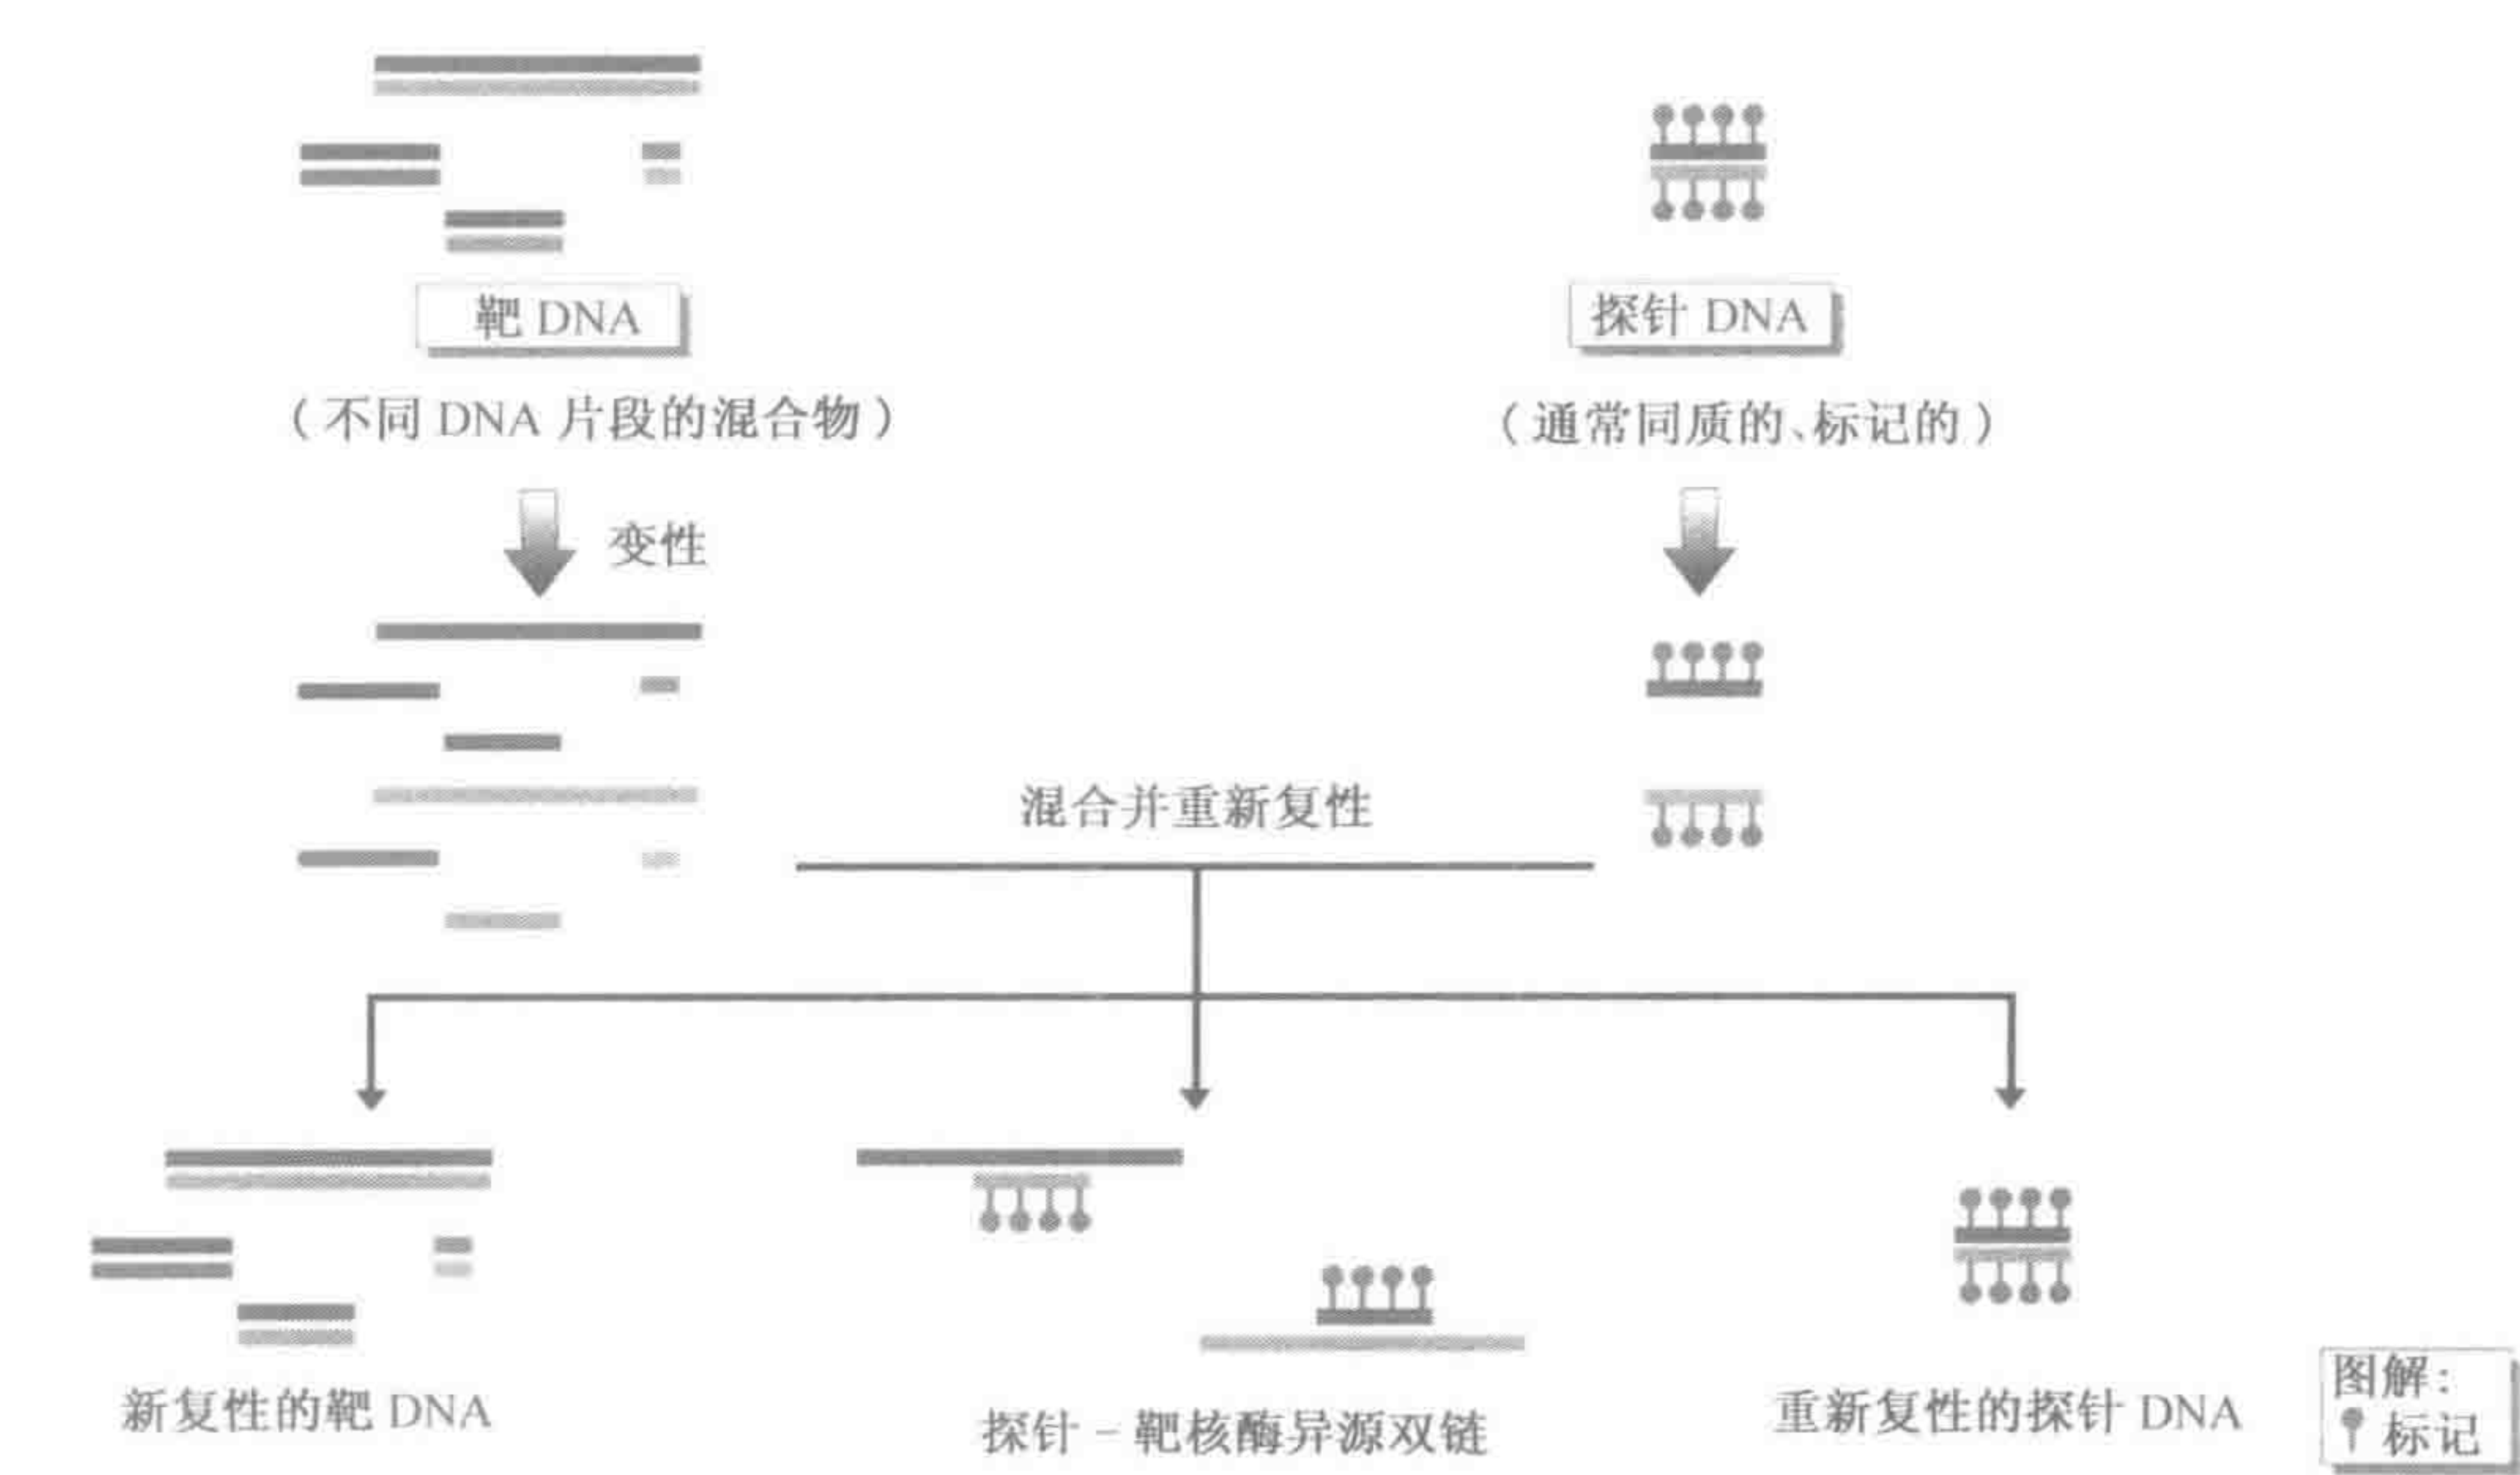 靶 DNA
探针 DNA
（不同 DNA 片段的混合物）
（通常同质的、标记的）
变性
混合并重新复性
新复性的靶 DNA
探针－靶核酶异源双链
重新复性的探针 DNA
图解：
标记